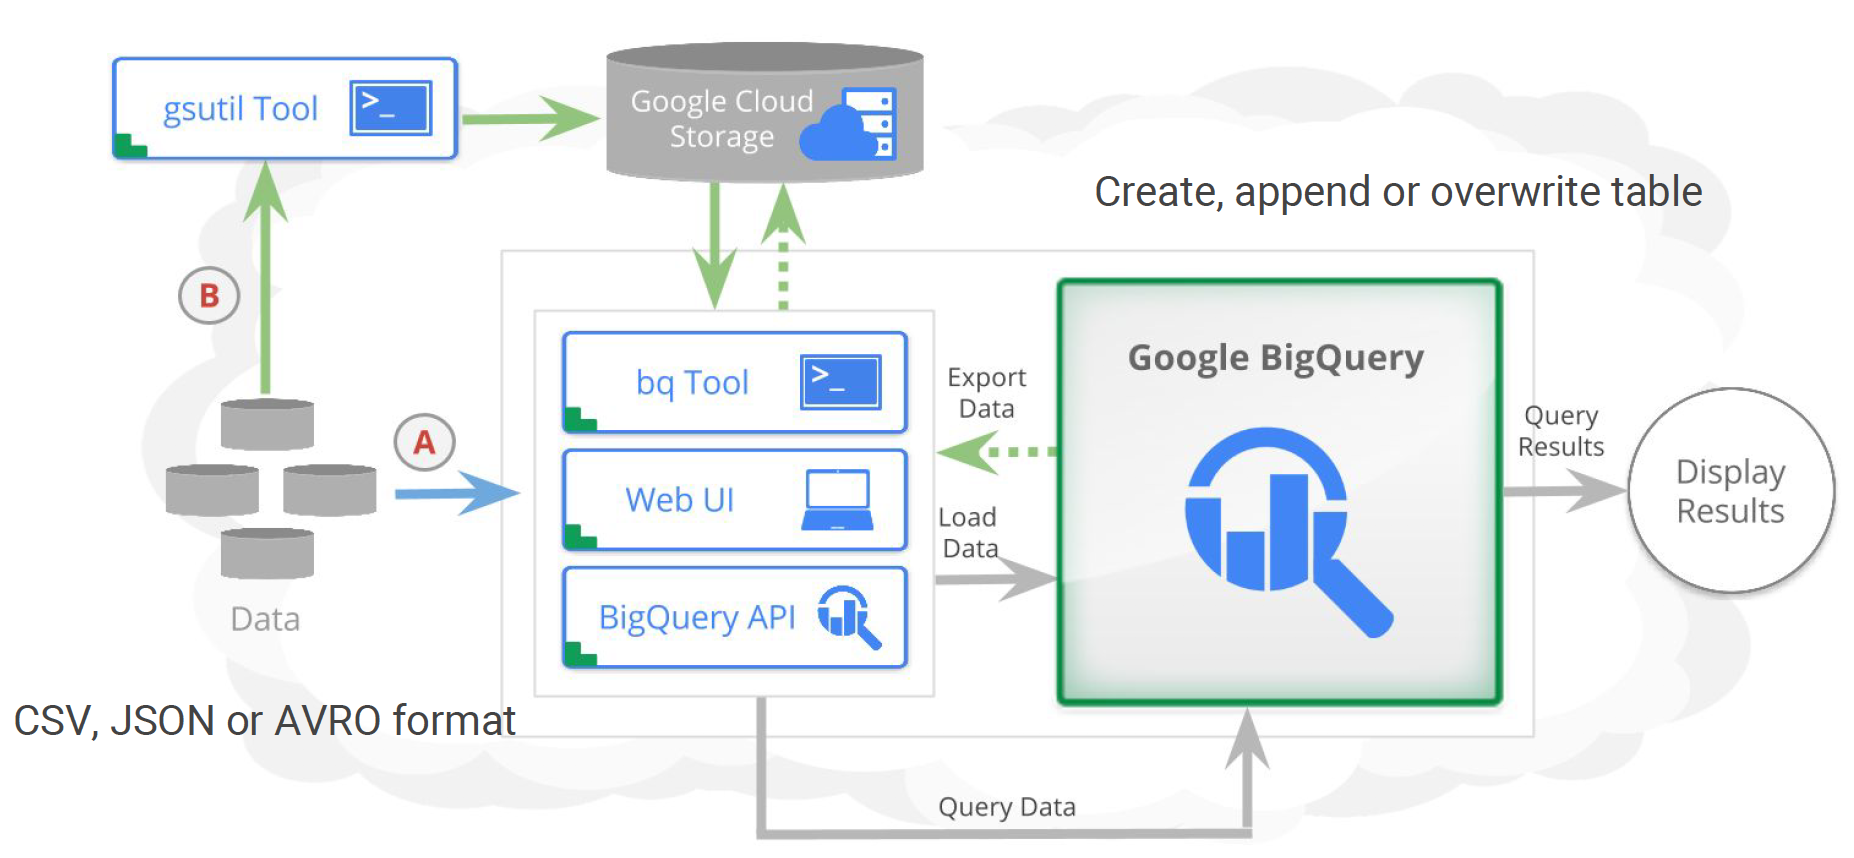 gsutil Tool
>_
Google Cloud
Storage
Create, append or overwrite table
B
bq Tool
>_
Export
Data
Google BigQuery
A
Web UI
Query
Results
Display
Results
Load
Data
BigQuery API
Data
CSV, JSON or AVRO format
Query Data